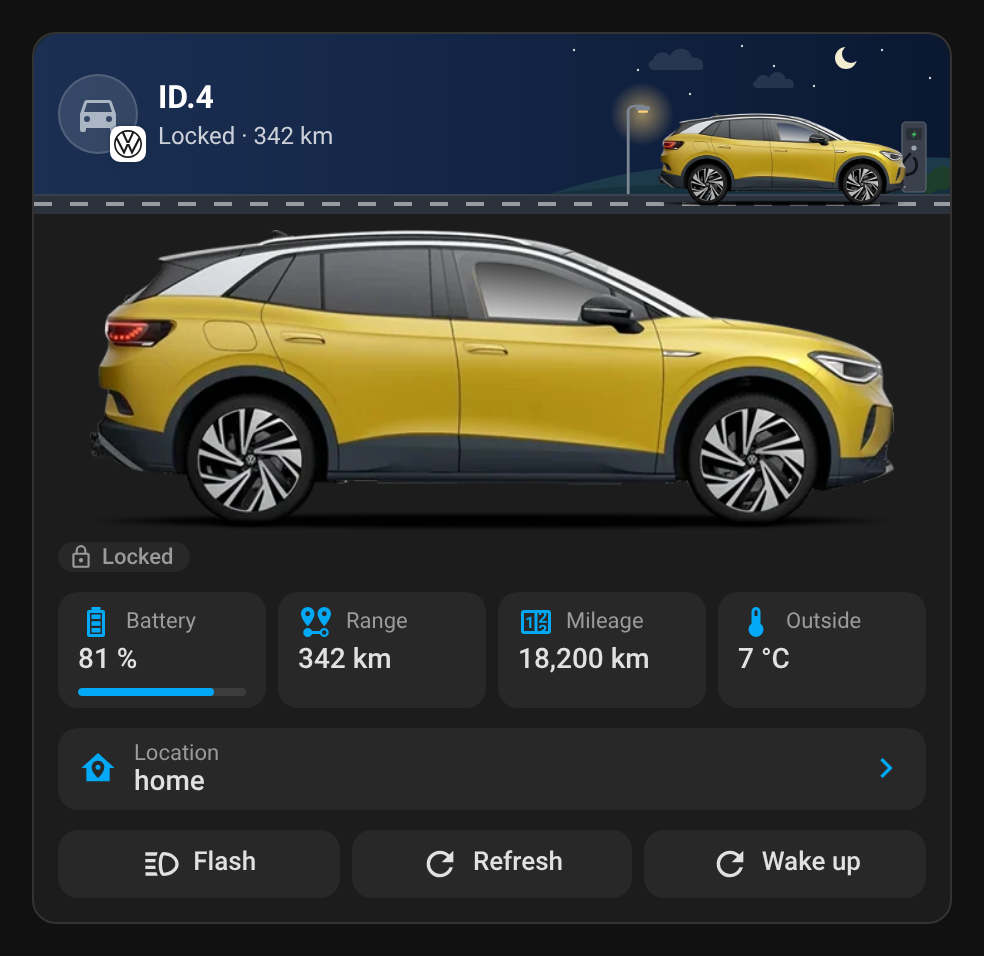 ID.4
Locked · 342 km
Locked
Battery
81 %
Range
342 km
Mileage
18,200 km
Outside
7 °C
Location
home
Flash
Refresh
Wake up